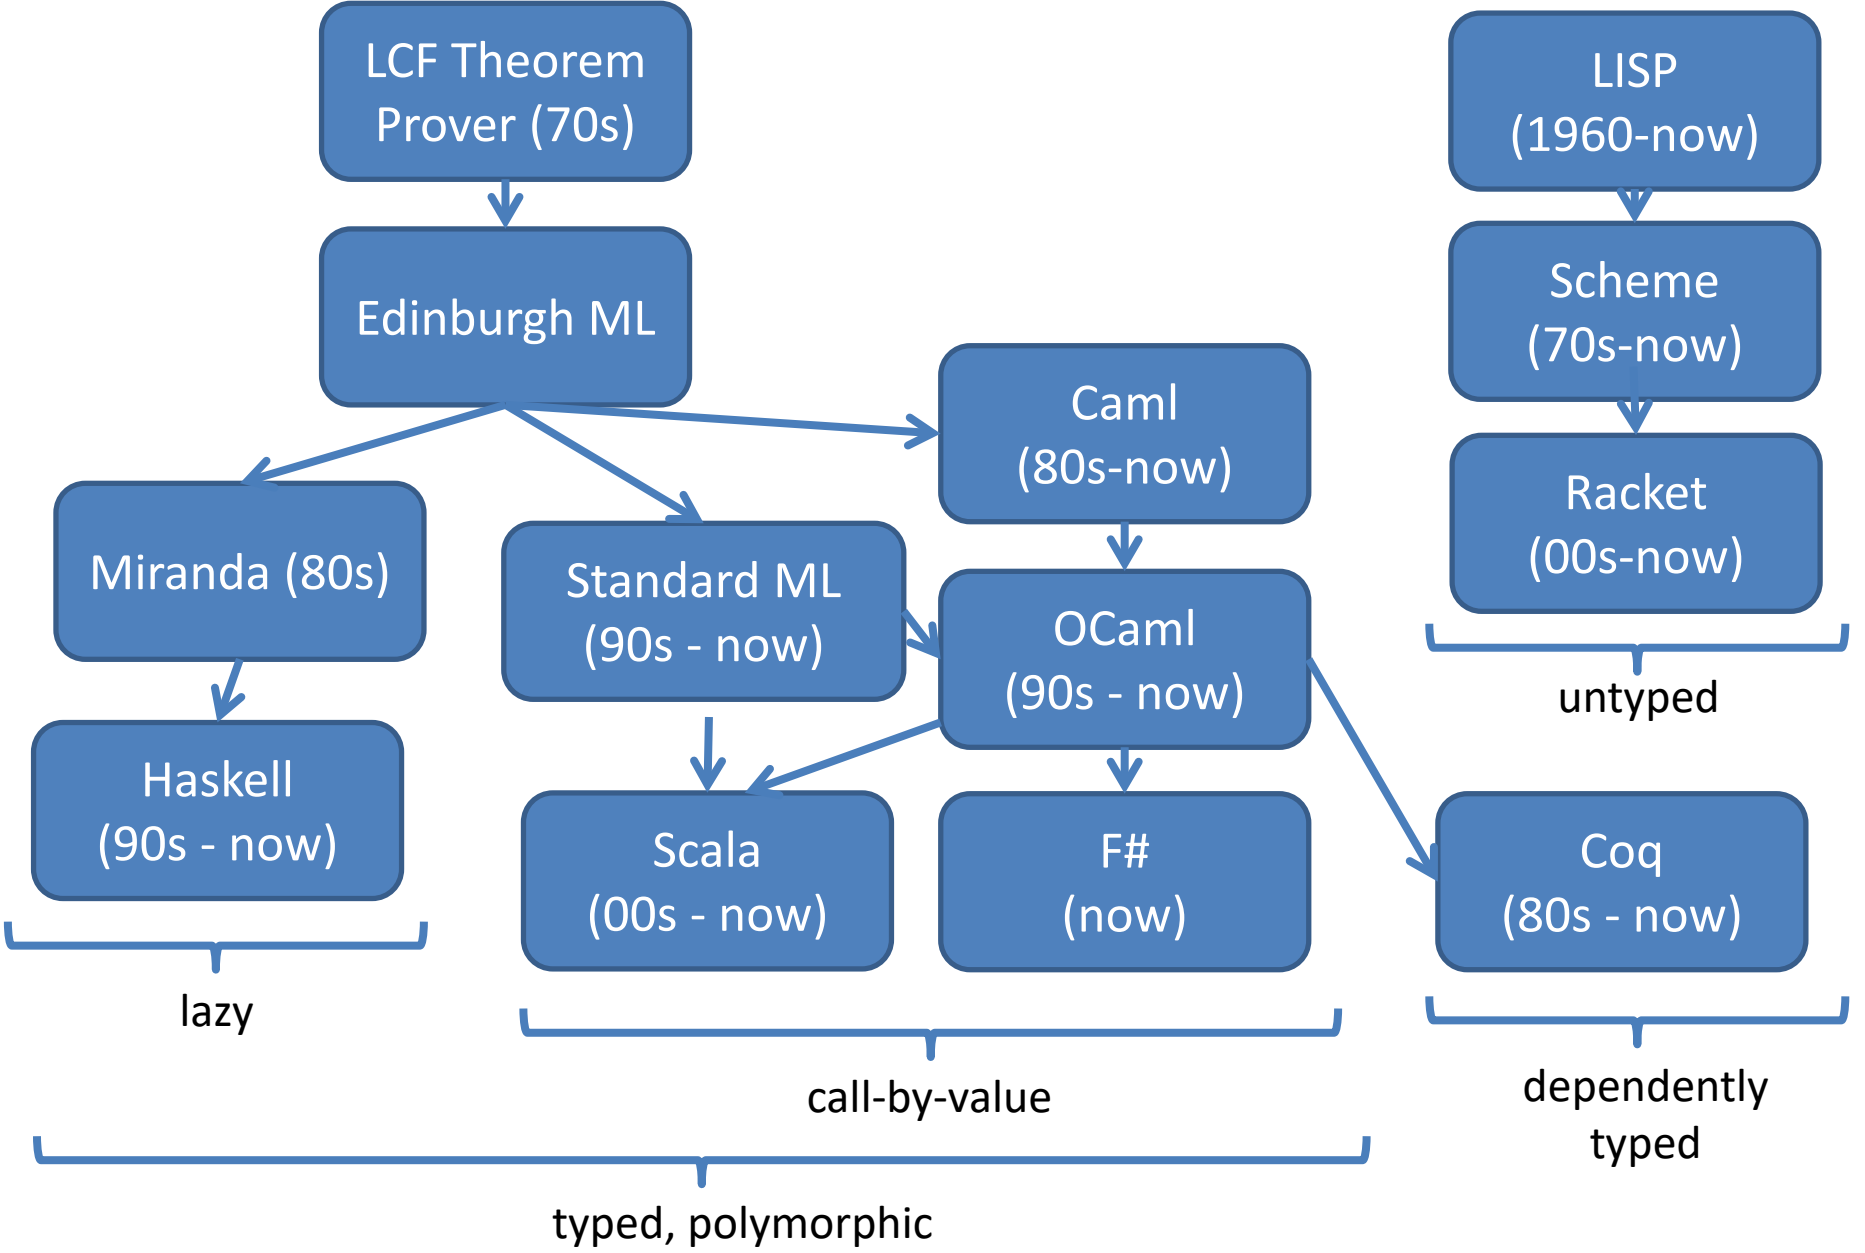 LCF Theorem
Prover (70s)
LISP
(1960-now)
Edinburgh ML
Scheme
(70s-now)
Caml
(80s-now)
Racket
(00s-now)
Miranda (80s)
Standard ML
(90s - now)
OCaml
(90s - now)
untyped
Haskell
(90s - now)
Scala
(00s - now)
F#
(now)
Coq
(80s - now)
lazy
call-by-value
dependently
typed
typed, polymorphic